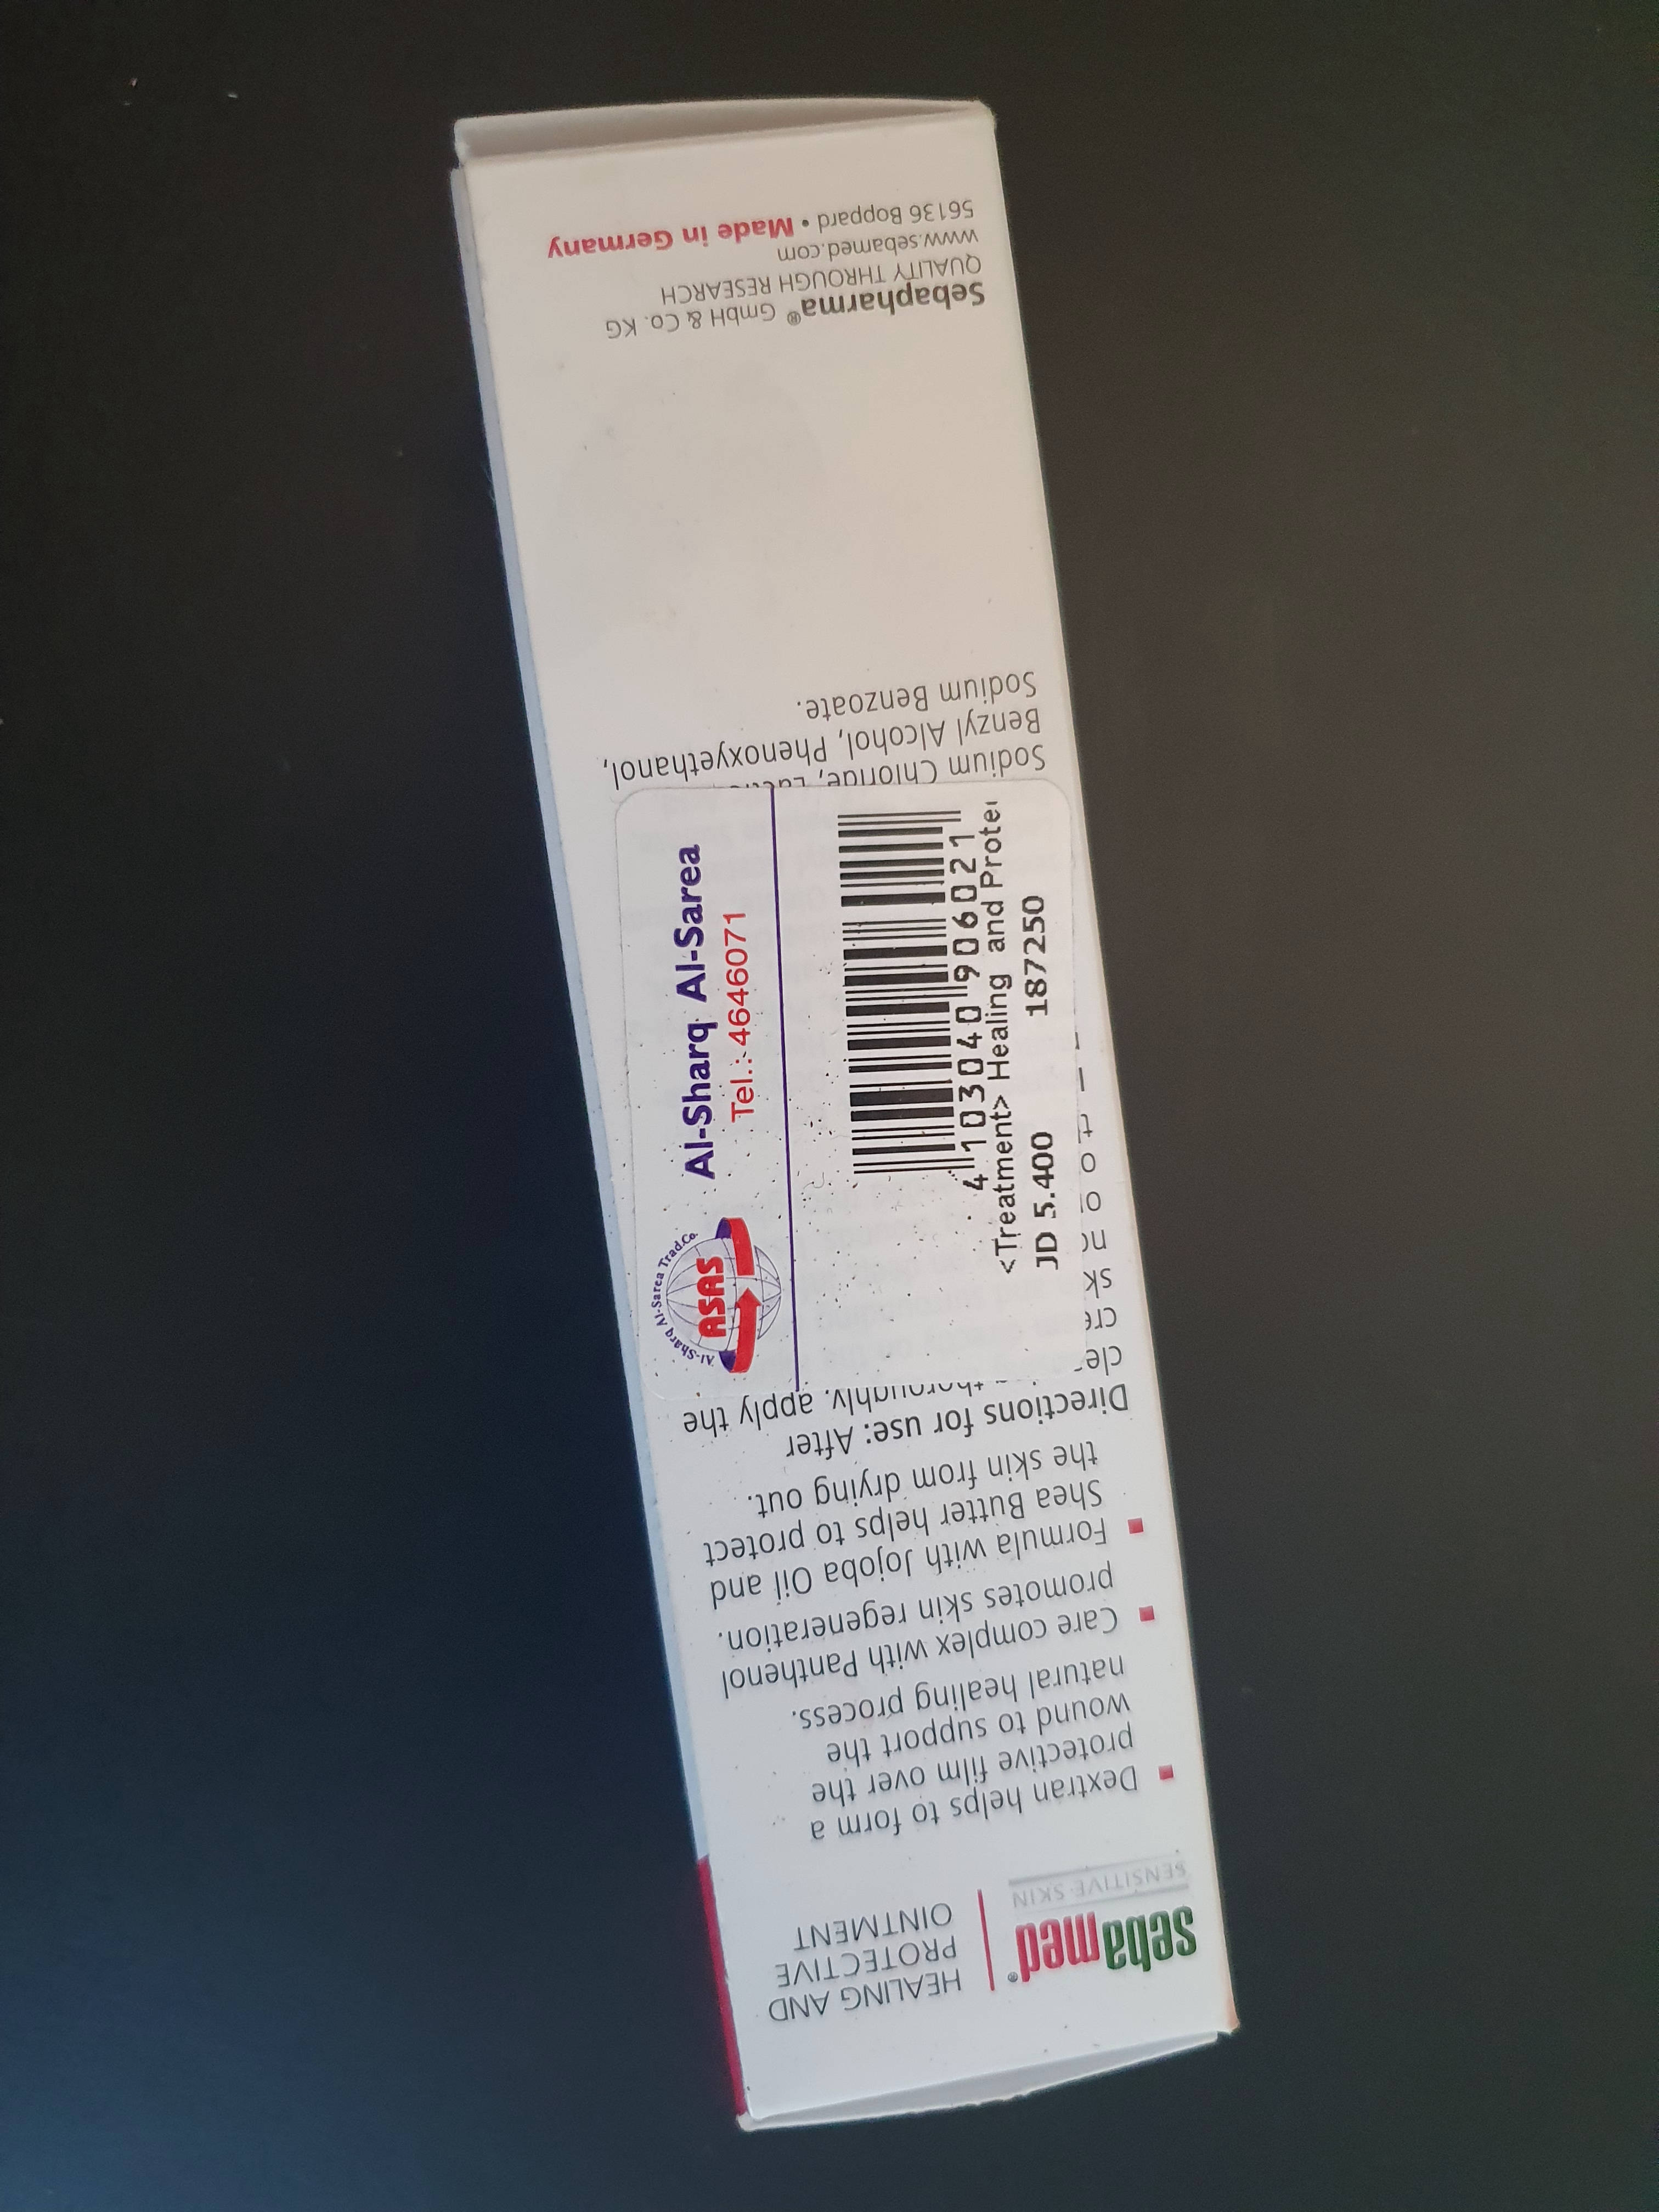 sebamed®
SENSITIVE SKIN
HEALING AND
PROTECTIVE
OINTMENT
Dextran helps to form a
protective film over the
wound to support the
natural healing process.
Care complex with Panthenol
promotes skin regeneration.
Formula with Jojoba Oil and
Shea Butter helps to protect
the skin from drying out.
Directions for use: After
thoroughly, apply the
Al-Sharq Al-Sarea Trad.Co.
ASAS
Al-Sharq Al-Sarea
Tel.: 4646071
4 103040 906021
<Treatment> Healing and Prote
JD 5.400 187250
Sodium Chloride,
Benzyl Alcohol, Phenoxyethanol,
Sodium Benzoate.
Sebapharma® GmbH & Co. KG
QUALITY THROUGH RESEARCH
www.sebamed.com
56136 Boppard • Made in Germany